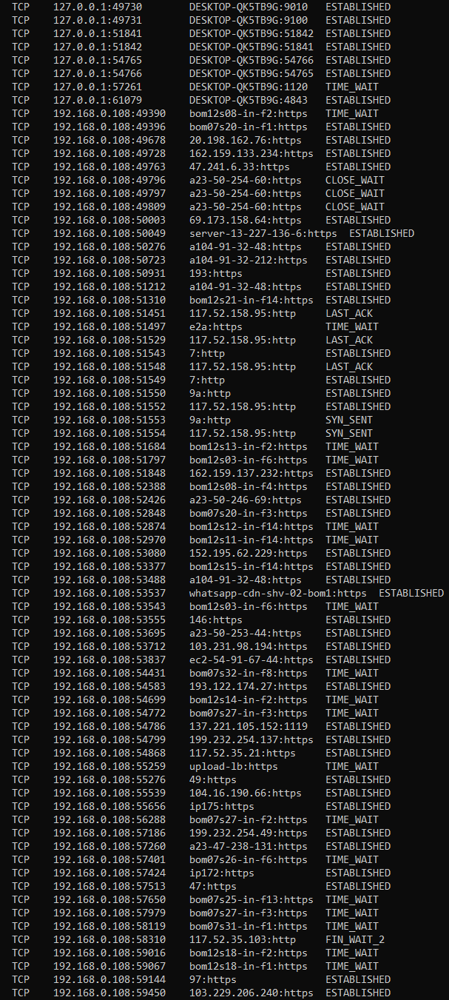 TCP 127.0.0.1:49730 DESKTOP-QK5TB9G:9010 ESTABLISHED
TCP 127.0.0.1:49731 DESKTOP-QK5TB9G:9100 ESTABLISHED
TCP 127.0.0.1:51841 DESKTOP-QK5TB9G:51842 ESTABLISHED
TCP 127.0.0.1:51842 DESKTOP-QK5TB9G:51841 ESTABLISHED
TCP 127.0.0.1:54765 DESKTOP-QK5TB9G:54766 ESTABLISHED
TCP 127.0.0.1:54766 DESKTOP-QK5TB9G:54765 ESTABLISHED
TCP 127.0.0.1:57261 DESKTOP-QK5TB9G:1120 TIME_WAIT
TCP 127.0.0.1:61079 DESKTOP-QK5TB9G:4843 ESTABLISHED
TCP 192.168.0.108:49390 bom12s08-in-f2:https TIME_WAIT
TCP 192.168.0.108:49396 bom07s20-in-f1:https ESTABLISHED
TCP 192.168.0.108:49678 20.198.162.76:https ESTABLISHED
TCP 192.168.0.108:49728 162.159.133.234:https ESTABLISHED
TCP 192.168.0.108:49763 47.241.6.33:https ESTABLISHED
TCP 192.168.0.108:49796 a23-50-254-60:https CLOSE_WAIT
TCP 192.168.0.108:49797 a23-50-254-60:https CLOSE_WAIT
TCP 192.168.0.108:49809 a23-50-254-60:https CLOSE_WAIT
TCP 192.168.0.108:50003 69.173.158.64:https ESTABLISHED
TCP 192.168.0.108:50049 server-13-227-136-6:https ESTABLISHED
TCP 192.168.0.108:50276 a104-91-32-48:https ESTABLISHED
TCP 192.168.0.108:50723 a104-91-32-212:https ESTABLISHED
TCP 192.168.0.108:50931 193:https ESTABLISHED
TCP 192.168.0.108:51212 a104-91-32-48:https ESTABLISHED
TCP 192.168.0.108:51310 bom12s21-in-f14:https ESTABLISHED
TCP 192.168.0.108:51451 117.52.158.95:http LAST_ACK
TCP 192.168.0.108:51497 e2a:https TIME_WAIT
TCP 192.168.0.108:51529 117.52.158.95:http LAST_ACK
TCP 192.168.0.108:51543 7:http ESTABLISHED
TCP 192.168.0.108:51548 117.52.158.95:http LAST_ACK
TCP 192.168.0.108:51549 7:http ESTABLISHED
TCP 192.168.0.108:51550 9a:http ESTABLISHED
TCP 192.168.0.108:51552 117.52.158.95:http ESTABLISHED
TCP 192.168.0.108:51553 9a:http SYN_SENT
TCP 192.168.0.108:51554 117.52.158.95:http SYN_SENT
TCP 192.168.0.108:51684 bom12s13-in-f2:https TIME_WAIT
TCP 192.168.0.108:51797 bom12s03-in-f6:https TIME_WAIT
TCP 192.168.0.108:51848 162.159.137.232:https ESTABLISHED
TCP 192.168.0.108:52388 bom12s08-in-f4:https ESTABLISHED
TCP 192.168.0.108:52426 a23-50-246-69:https ESTABLISHED
TCP 192.168.0.108:52848 bom07s20-in-f3:https ESTABLISHED
TCP 192.168.0.108:52874 bom12s12-in-f14:https TIME_WAIT
TCP 192.168.0.108:52970 bom12s11-in-f14:https TIME_WAIT
TCP 192.168.0.108:53080 152.195.62.229:https ESTABLISHED
TCP 192.168.0.108:53377 bom12s15-in-f14:https ESTABLISHED
TCP 192.168.0.108:53488 a104-91-32-48:https ESTABLISHED
TCP 192.168.0.108:53537 whatsapp-cdn-shv-02-bom1:https ESTABLISHED
TCP 192.168.0.108:53543 bom12s03-in-f6:https TIME_WAIT
TCP 192.168.0.108:53555 146:https ESTABLISHED
TCP 192.168.0.108:53695 a23-50-253-44:https ESTABLISHED
TCP 192.168.0.108:53712 103.231.98.194:https ESTABLISHED
TCP 192.168.0.108:53837 ec2-54-91-67-44:https ESTABLISHED
TCP 192.168.0.108:54431 bom07s32-in-f8:https TIME_WAIT
TCP 192.168.0.108:54583 193.122.174.27:https ESTABLISHED
TCP 192.168.0.108:54699 bom12s14-in-f2:https TIME_WAIT
TCP 192.168.0.108:54772 bom07s27-in-f3:https TIME_WAIT
TCP 192.168.0.108:54786 137.221.105.152:1119 ESTABLISHED
TCP 192.168.0.108:54799 199.232.254.137:https ESTABLISHED
TCP 192.168.0.108:54868 117.52.35.21:https ESTABLISHED
TCP 192.168.0.108:55259 upload-lb:https TIME_WAIT
TCP 192.168.0.108:55276 49:https ESTABLISHED
TCP 192.168.0.108:55539 104.16.190.66:https ESTABLISHED
TCP 192.168.0.108:55656 ip175:https ESTABLISHED
TCP 192.168.0.108:56288 bom07s27-in-f2:https TIME_WAIT
TCP 192.168.0.108:57186 199.232.254.49:https ESTABLISHED
TCP 192.168.0.108:57260 a23-47-238-131:https ESTABLISHED
TCP 192.168.0.108:57401 bom07s26-in-f6:https TIME_WAIT
TCP 192.168.0.108:57424 ip172:https ESTABLISHED
TCP 192.168.0.108:57513 47:https ESTABLISHED
TCP 192.168.0.108:57650 bom07s25-in-f13:https TIME_WAIT
TCP 192.168.0.108:57979 bom07s27-in-f3:https TIME_WAIT
TCP 192.168.0.108:58119 bom07s31-in-f1:https TIME_WAIT
TCP 192.168.0.108:58310 117.52.35.103:http FIN_WAIT_2
TCP 192.168.0.108:59016 bom12s18-in-f2:https TIME_WAIT
TCP 192.168.0.108:59067 bom12s18-in-f1:https TIME_WAIT
TCP 192.168.0.108:59144 97:https ESTABLISHED
TCP 192.168.0.108:59450 103.229.206.240:https ESTABLISHED